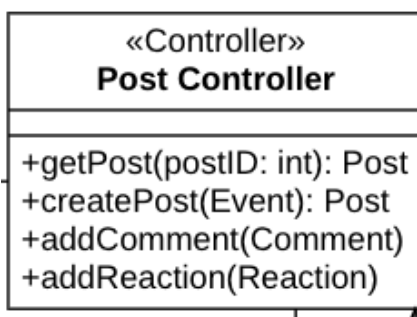 «Controller»
Post Controller
+getPost(postID: int): Post
+createPost(Event): Post
+addComment(Comment)
+addReaction(Reaction)